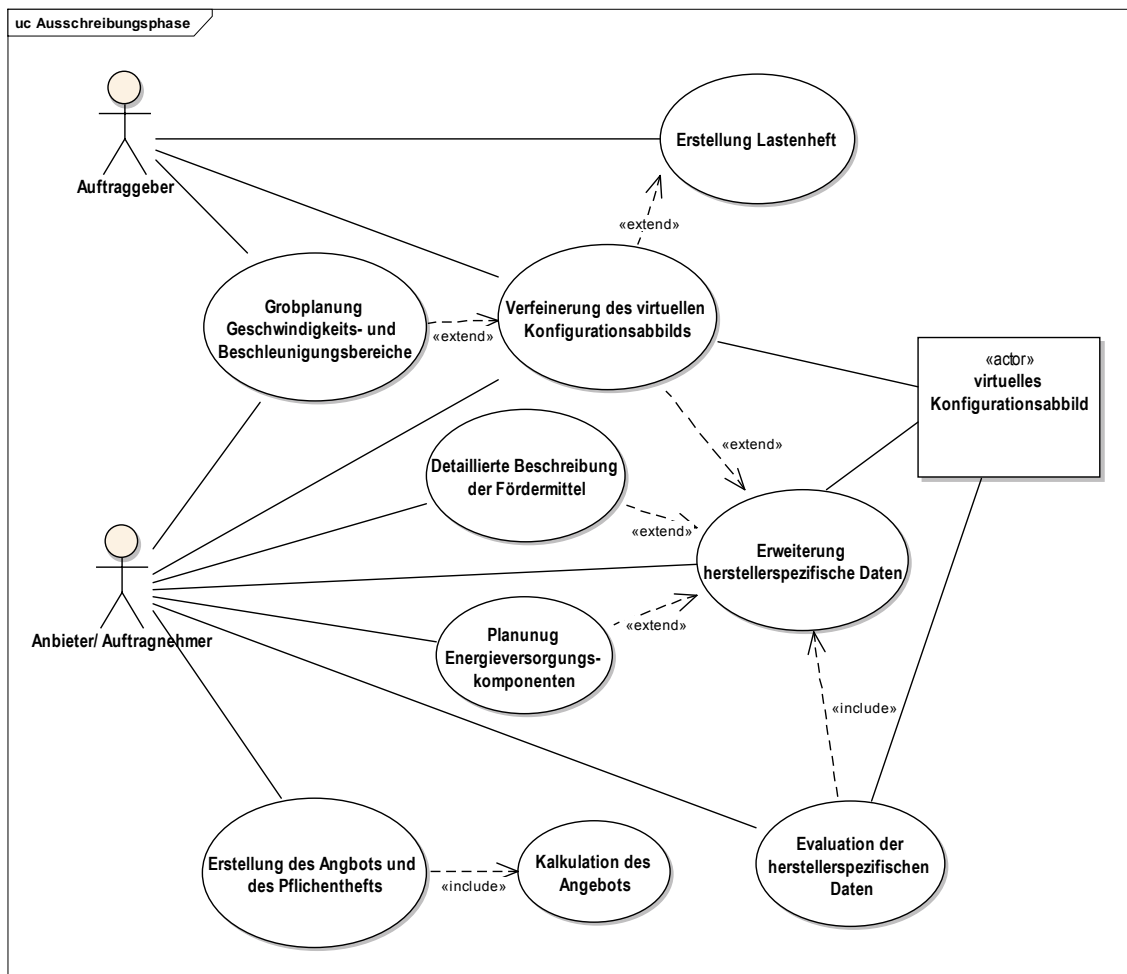 uc Ausschreibungsphase
Auftraggeber
Erstellung Lastenheft
«extend»
Grobplanung
Geschwindigkeits- und
Beschleunigungsbereiche
«extend»
Verfeinerung des virtuellen
Konfigurationsabbilds
«actor»
virtuelles
Konfigurationsabbild
«extend»
Detaillierte Beschreibung
der Fördermittel
«extend»
Erweiterung
herstellerspezifische Daten
Anbieter/ Auftragnehmer
Planunug
Energieversorgungs-
komponenten
«extend»
«include»
Erstellung des Angbots und
des Pflichenthefts
«include»
Kalkulation des
Angebots
Evaluation der
herstellerspezifischen
Daten